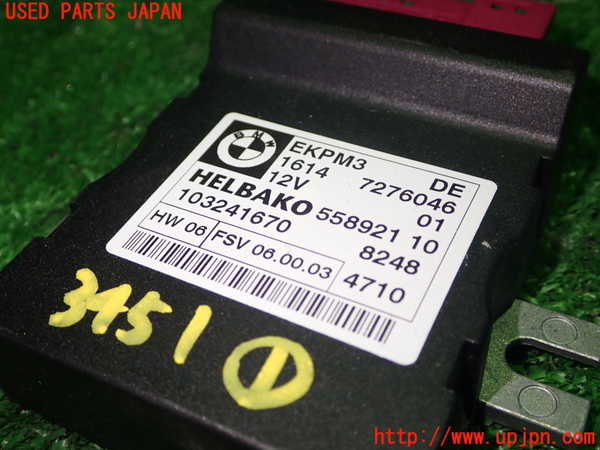 USED PARTS JAPAN
BMW
EKPM3 DE
1614 7276046
12V 01
HELBAKO 558921 10
103241670 8248
HW 06 FSV 06.00.03 4710
3451 ①
http://www.upjpn.com/